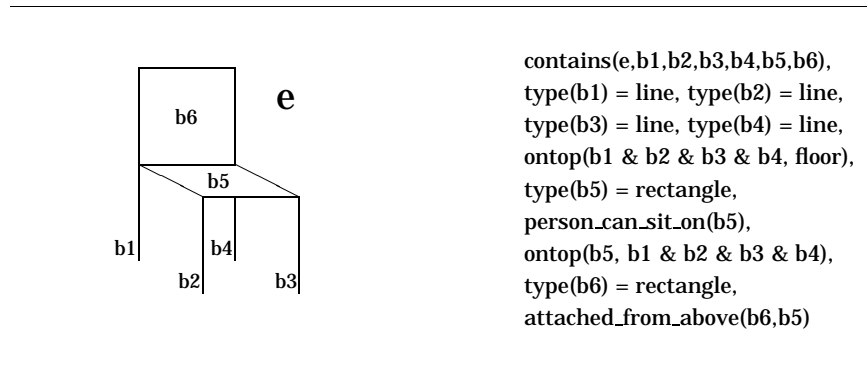 b6
e
b5
b1
b4
b2
b3
contains(e,b1,b2,b3,b4,b5,b6),
type(b1) = line, type(b2) = line,
type(b3) = line, type(b4) = line,
ontop(b1 & b2 & b3 & b4, floor),
type(b5) = rectangle,
person_can_sit_on(b5),
ontop(b5, b1 & b2 & b3 & b4),
type(b6) = rectangle,
attached_from_above(b6,b5)